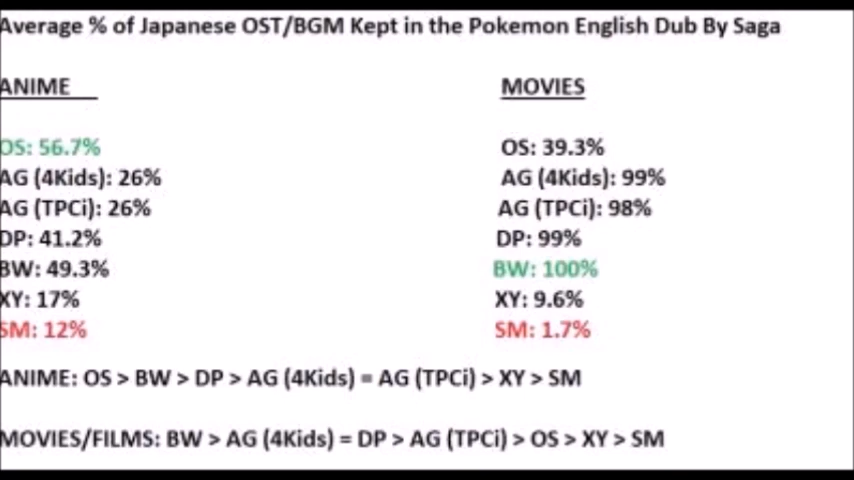 Average % of Japanese OST/BGM Kept in the Pokemon English Dub By Saga
ANIME
OS: 56.7%
AG (4Kids): 26%
AG (TPCi): 26%
DP: 41.2%
BW: 49.3%
XY: 17%
SM: 12%
MOVIES
OS: 39.3%
AG (4Kids): 99%
AG (TPCi): 98%
DP: 99%
BW: 100%
XY: 9.6%
SM: 1.7%
ANIME: OS > BW > DP > AG (4Kids) = AG (TPCi) > XY > SM
MOVIES/FILMS: BW > AG (4Kids) = DP > AG (TPCi) > OS > XY > SM